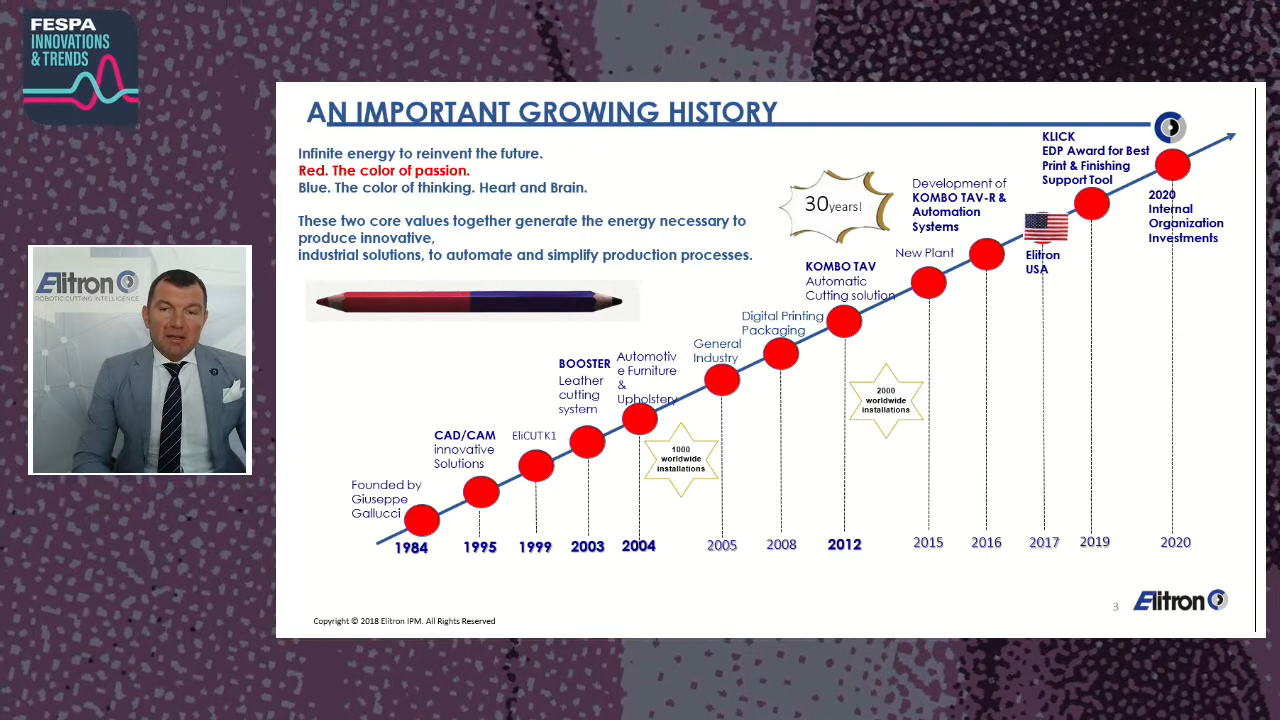 FESPA
INNOVATIONS
& TRENDS
Elitron
ROBOTIC CUTTING INTELLIGENCE
AN IMPORTANT GROWING HISTORY
Infinite energy to reinvent the future.
Red. The color of passion.
Blue. The color of thinking. Heart and Brain.
These two core values together generate the energy necessary to
produce innovative,
industrial solutions, to automate and simplify production processes.
30years!
KLICK
EDP Award for Best
Print & Finishing
Support Tool
2020
Internal
Organization
Investments
Development of
KOMBO TAV-R &
Automation
Systems
Elitron
USA
New Plant
KOMBO TAV
Automatic
Cutting solution
Digital Printing
Packaging
General
Industry
Automotiv
e Furniture
&
Upholstery
BOOSTER
Leather
cutting
system
EliCUT K1
CAD/CAM
innovative
Solutions
Founded by
Giuseppe
Gallucci
1000
worldwide
installations
2000
worldwide
installations
1984
1995
1999
2003
2004
2005
2008
2012
2015
2016
2017
2019
2020
3
Elitron
Copyright © 2018 Elitron IPM. All Rights Reserved